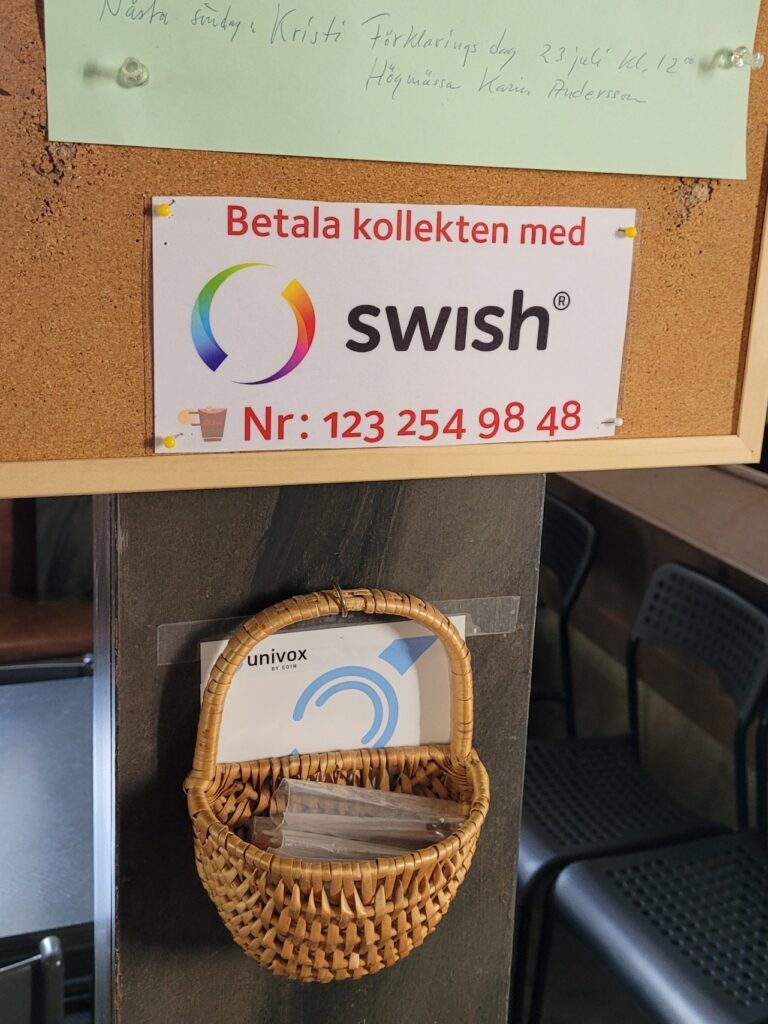 Nästa söndag: Kristi Förklarings dag 23 juli kl. 12⁰⁰
Högmässa Karin Andersson
Betala kollekten med
swish®
Nr: 123 254 98 48
univox
BY EDIN